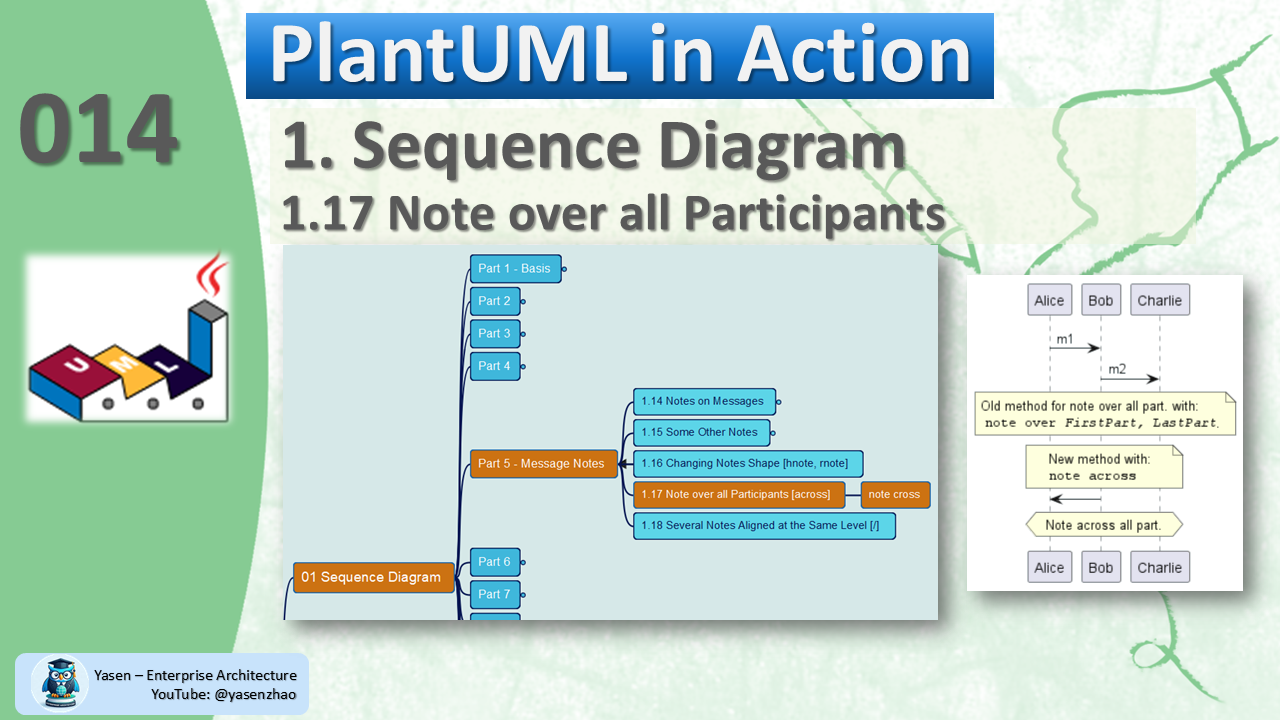 PlantUML in Action
014
1. Sequence Diagram
1.17 Note over all Participants
U M L
Part 1 - Basis
Part 2
Part 3
Part 4
1.14 Notes on Messages
1.15 Some Other Notes
Part 5 - Message Notes
1.16 Changing Notes Shape [hnote, rnote]
1.17 Note over all Participants [across]
note cross
1.18 Several Notes Aligned at the Same Level [/]
Part 6
01 Sequence Diagram
Part 7
Alice Bob Charlie
m1
m2
Old method for note over all part. with:
note over FirstPart, LastPart.
New method with:
note across
Note across all part.
Alice Bob Charlie
Yasen – Enterprise Architecture
YouTube: @yasenzhao